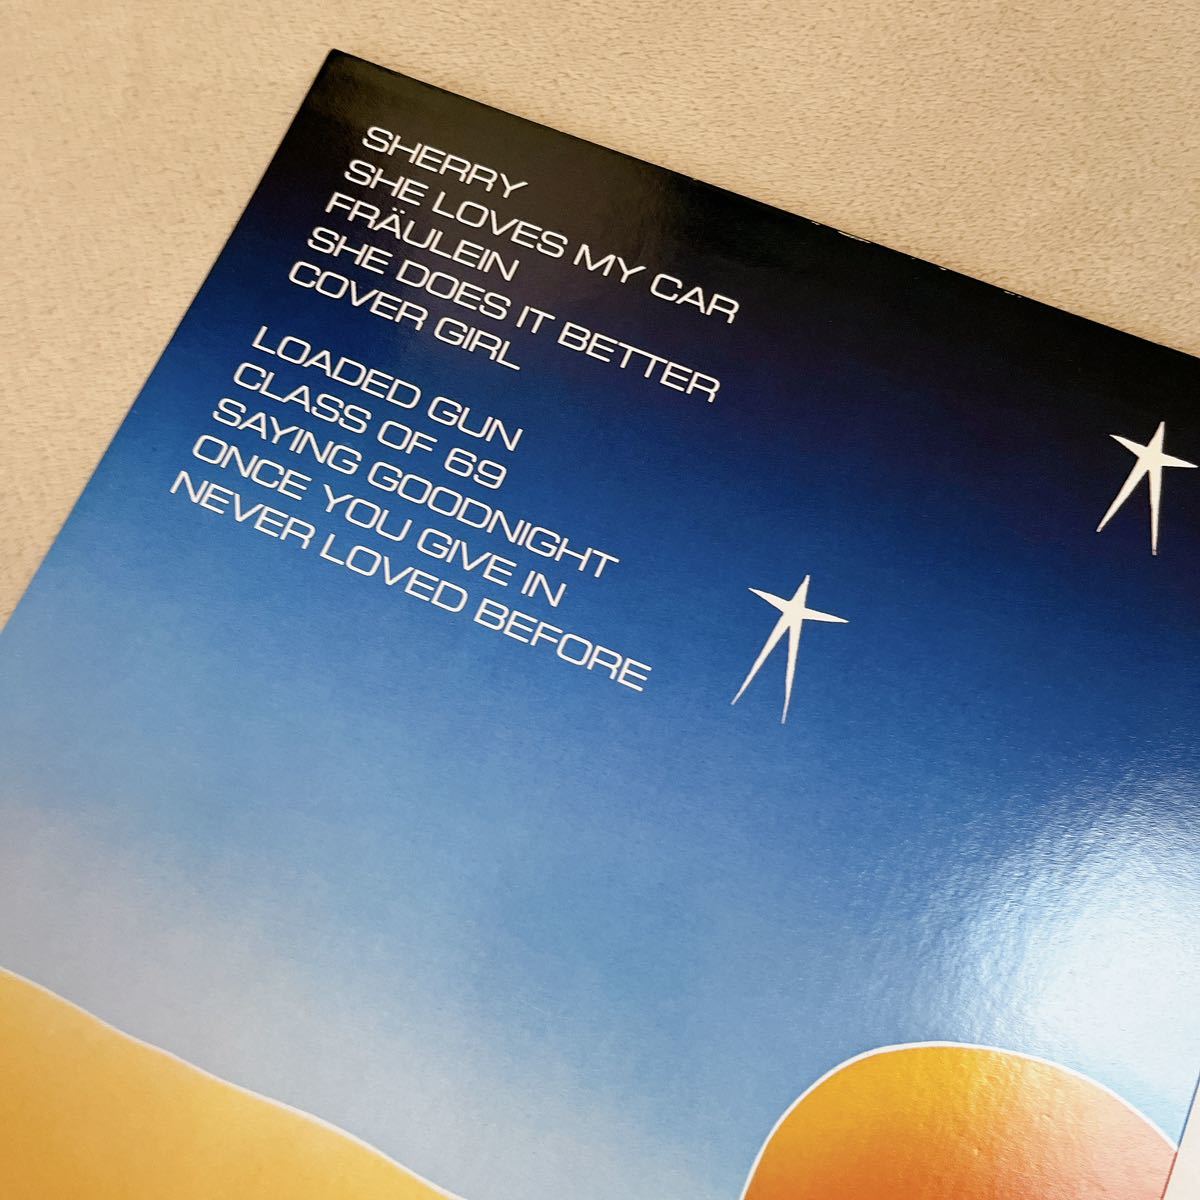 SHERRY
SHE LOVES MY CAR
FRÄULEIN
SHE DOES IT BETTER
COVER GIRL
LOADED GUN
CLASS OF 69
SAYING GOODNIGHT
ONCE YOU GIVE IN
NEVER LOVED BEFORE